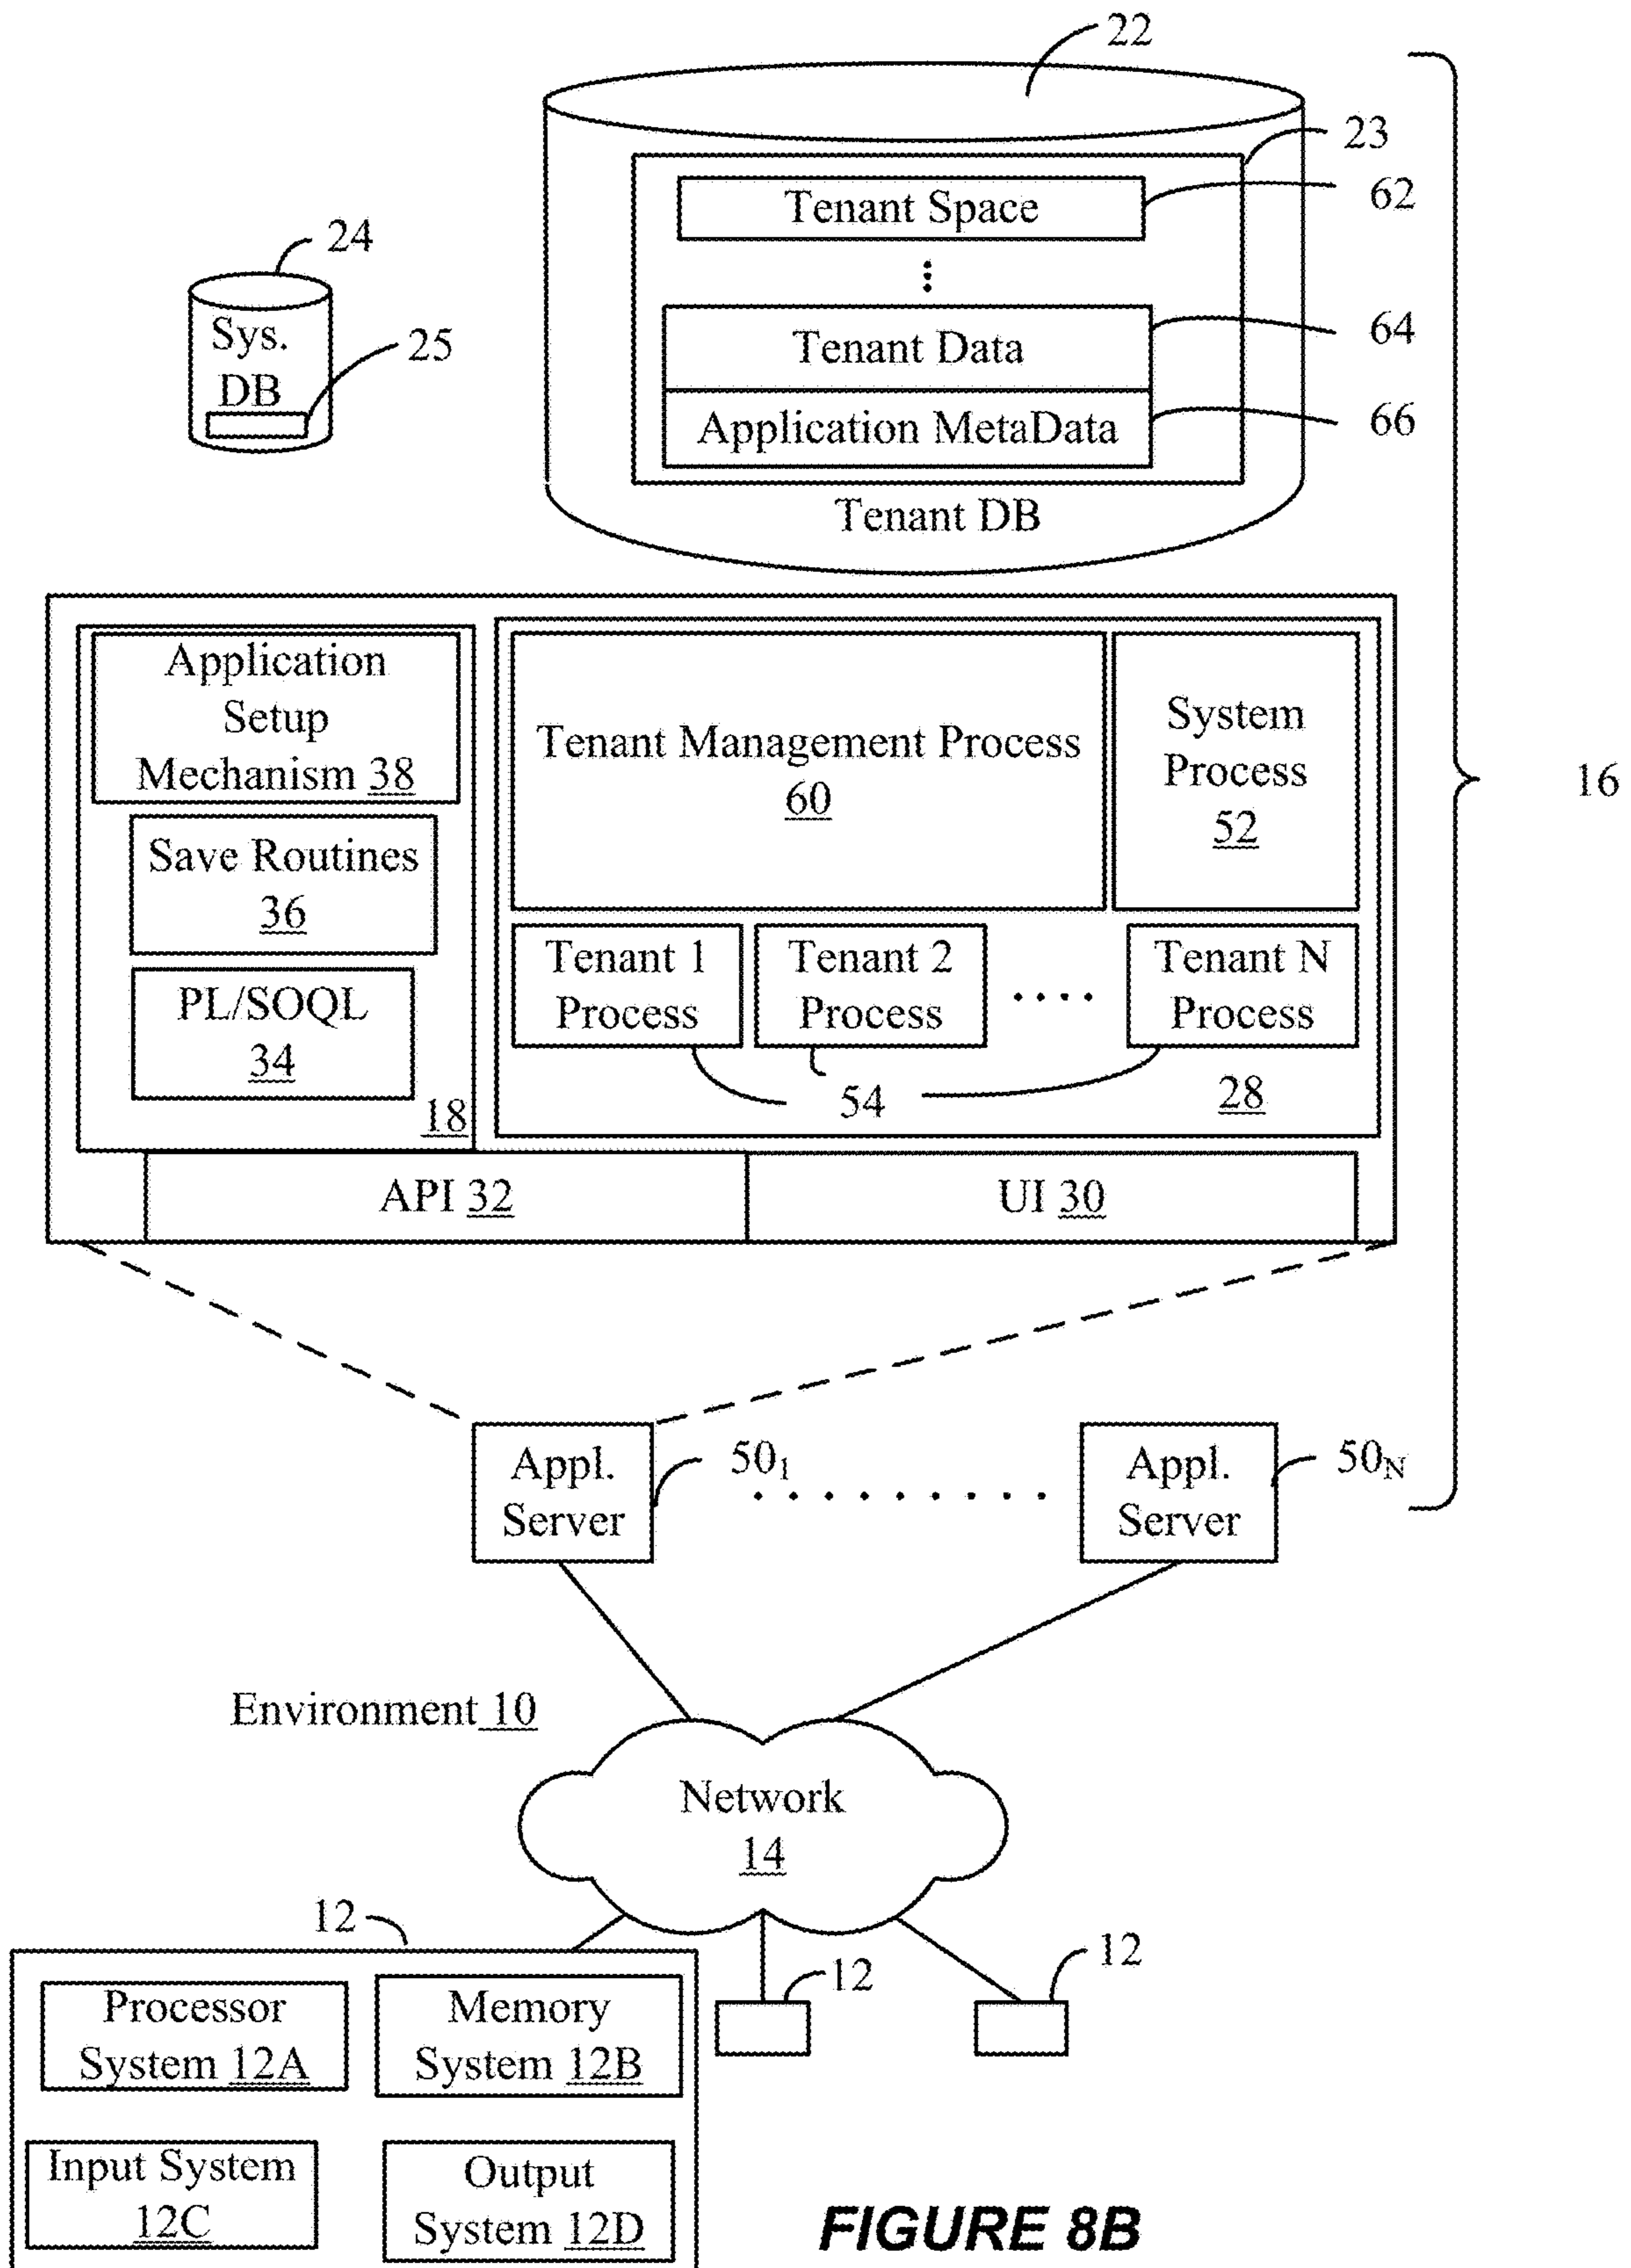 22
23
Tenant Space
62
24
Sys.
DB
25
Tenant Data
64
Application MetaData
66
Tenant DB
Application
Setup
Mechanism 38
Tenant Management Process
60
System
Process
52
16
Save Routines
36
Tenant 1
Process
Tenant 2
Process
Tenant N
Process
PL/SOQL
34
18
54
28
API 32
UI 30
Appl.
Server
50₁
Appl.
Server
50N
Environment 10
Network
14
12
12
12
Processor
System 12A
Memory
System 12B
Input System
12C
Output
System 12D
FIGURE 8B